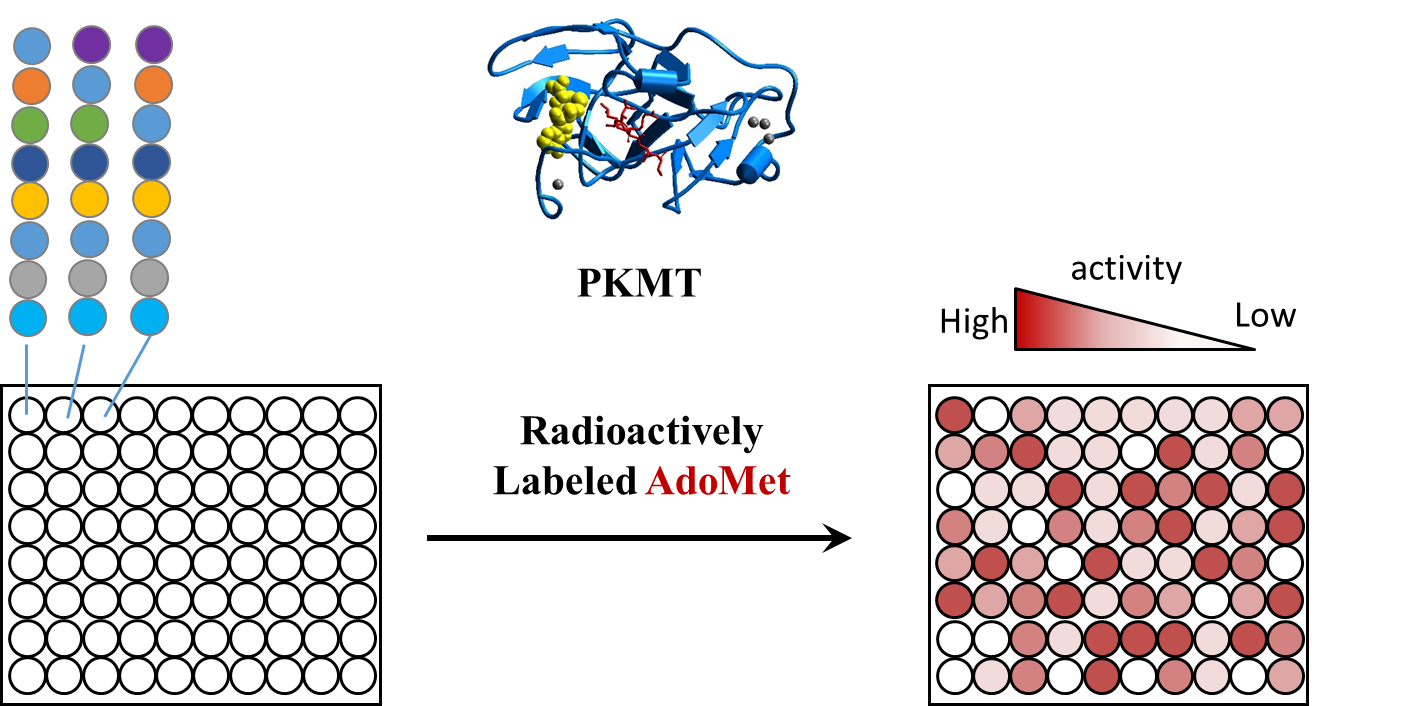 PKMT
activity
High
Low
Radioactively
Labeled AdoMet